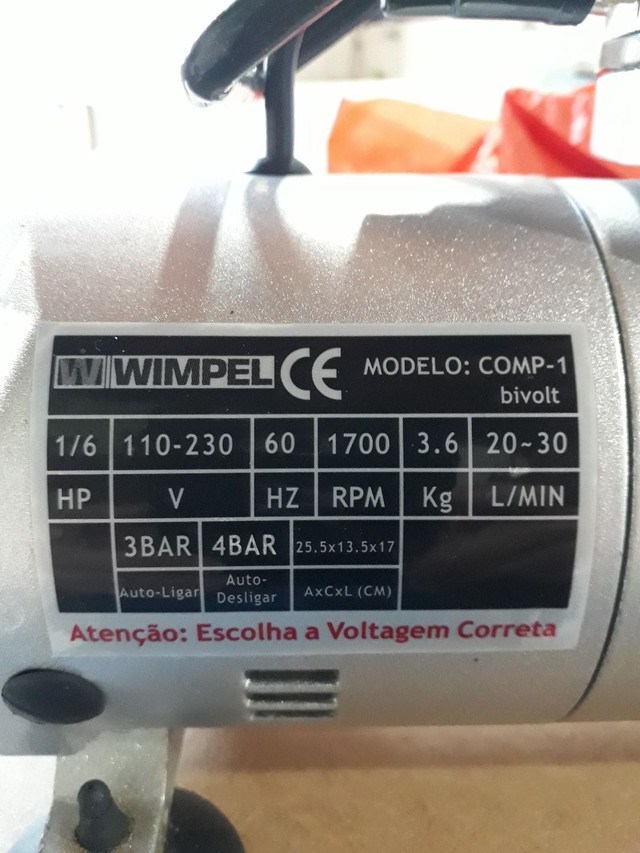 W WIMPEL CE MODELO: COMP-1
bivolt
1/6 110-230 60 1700 3.6 20~30
HP V HZ RPM Kg L/MIN
3BAR 4BAR 25.5x13.5x17
Auto-Ligar Auto-Desligar AxCxL (CM)
Atenção: Escolha a Voltagem Correta